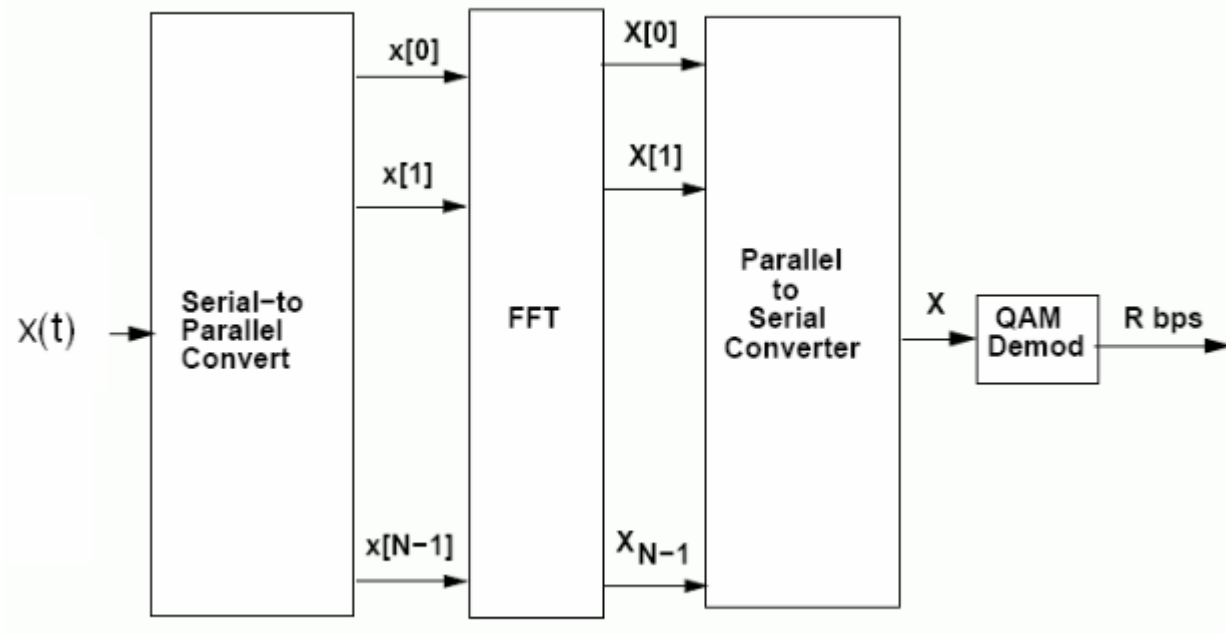 x(t)
Serial−to
Parallel
Convert
x[0]
x[1]
x[N−1]
FFT
X[0]
X[1]
X N−1
Parallel
to
Serial
Converter
X
QAM
Demod
R bps